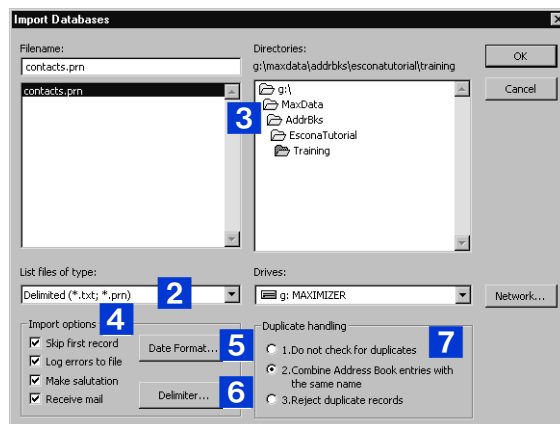 Import Databases
Filename:
contacts.prn
contacts.prn
Directories:
g:\maxdata\addrbks\esconatutorial\training
g:\
MaxData
AddrBks
EsconaTutorial
Training
3
OK
Cancel
List files of type:
Delimited (*.txt; *.prn)
2
Drives:
g: MAXIMIZER
Network...
Import options
4
Skip first record
Log errors to file
Make salutation
Receive mail
Date Format...
5
Delimiter...
6
Duplicate handling
7
1.Do not check for duplicates
2.Combine Address Book entries with
the same name
3.Reject duplicate records